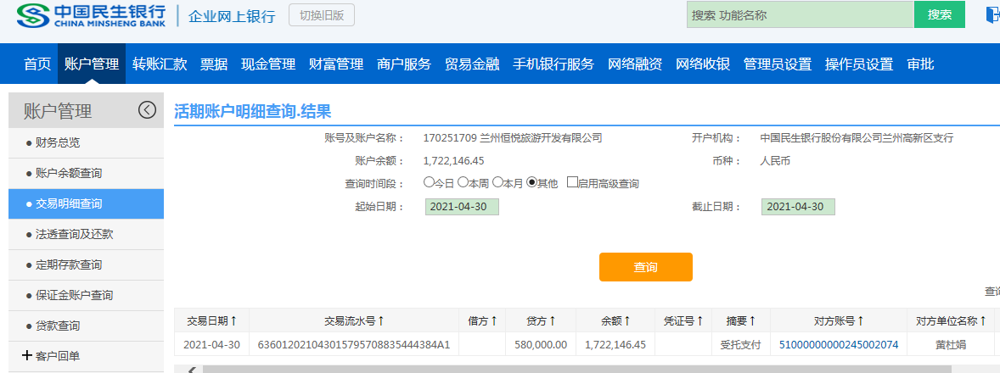 中国民生银行 企业网上银行 切换旧版 搜索 功能名称 搜索
CHINA MINSHENG BANK
首页 账户管理 转账汇款 票据 现金管理 财富管理 商户服务 贸易金融 手机银行服务 网络融资 网络收银 管理员设置 操作员设置 审批
账户管理
财务总览
账户余额查询
交易明细查询
法透查询及还款
定期存款查询
保证金账户查询
贷款查询
客户回单
活期账户明细查询.结果
账号及账户名称： 170251709 兰州恒悦旅游开发有限公司 开户机构： 中国民生银行股份有限公司兰州高新区支行
账户余额： 1,722,146.45 币种： 人民币
查询时间段： 今日 本周 本月 其他 启用高级查询
起始日期： 2021-04-30 截止日期： 2021-04-30
查询
查询
交易日期↑ 交易流水号↑ 借方↑ 贷方↑ 余额↑ 凭证号↑ 摘要↑ 对方账号↑ 对方单位名称↑
2021-04-30 636012021043015795708835444384A1 580,000.00 1,722,146.45 受托支付 51000000000245002074 黄杜娟